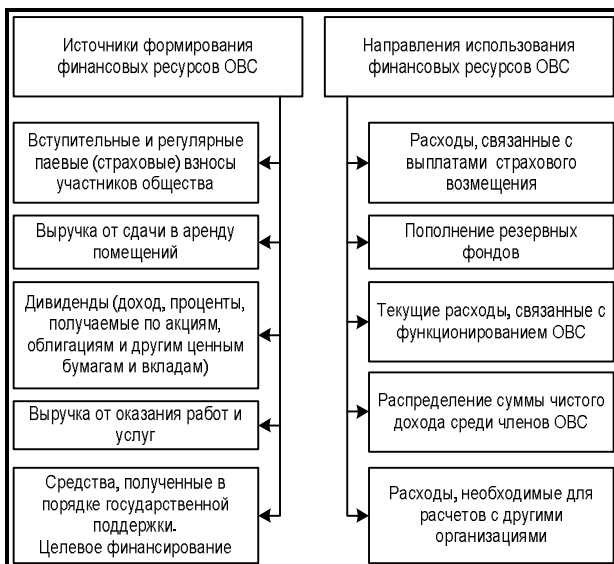 Источники формирования
финансовых ресурсов ОВС
Вступительные и регулярные
паевые (страховые) взносы
участников общества
Выручка от сдачи в аренду
помещений
Дивиденды (доход, проценты,
получаемые по акциям,
облигациям и другим ценным
бумагам и вкладам)
Выручка от оказания работ и
услуг
Средства, полученные в
порядке государственной
поддержки.
Целевое финансирование
Направления использования
финансовых ресурсов ОВС
Расходы, связанные с
выплатами страхового
возмещения
Пополнение резервных
фондов
Текущие расходы, связанные с
функционированием ОВС
Распределение суммы чистого
дохода среди членов ОВС
Расходы, необходимые для
расчетов с другими
организациями